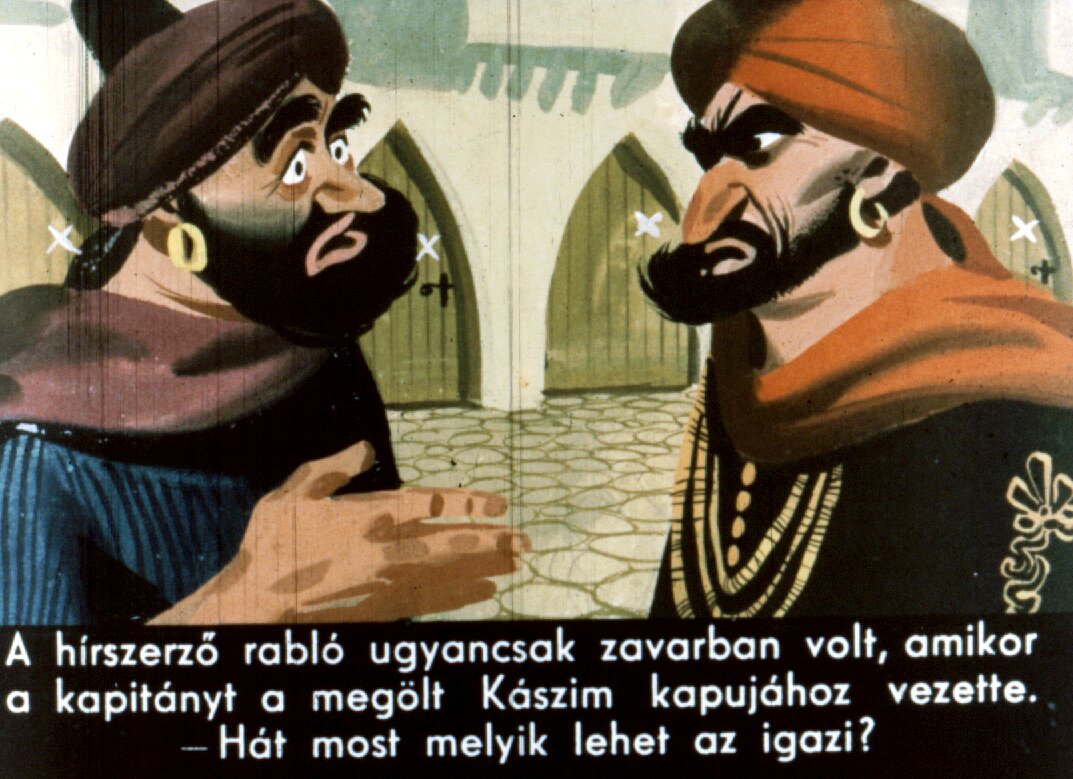 A hírszerző rabló ugyancsak zavarban volt, amikor
a kapitányt a megölt Kászim kapujához vezette.
— Hát most melyik lehet az igazi?